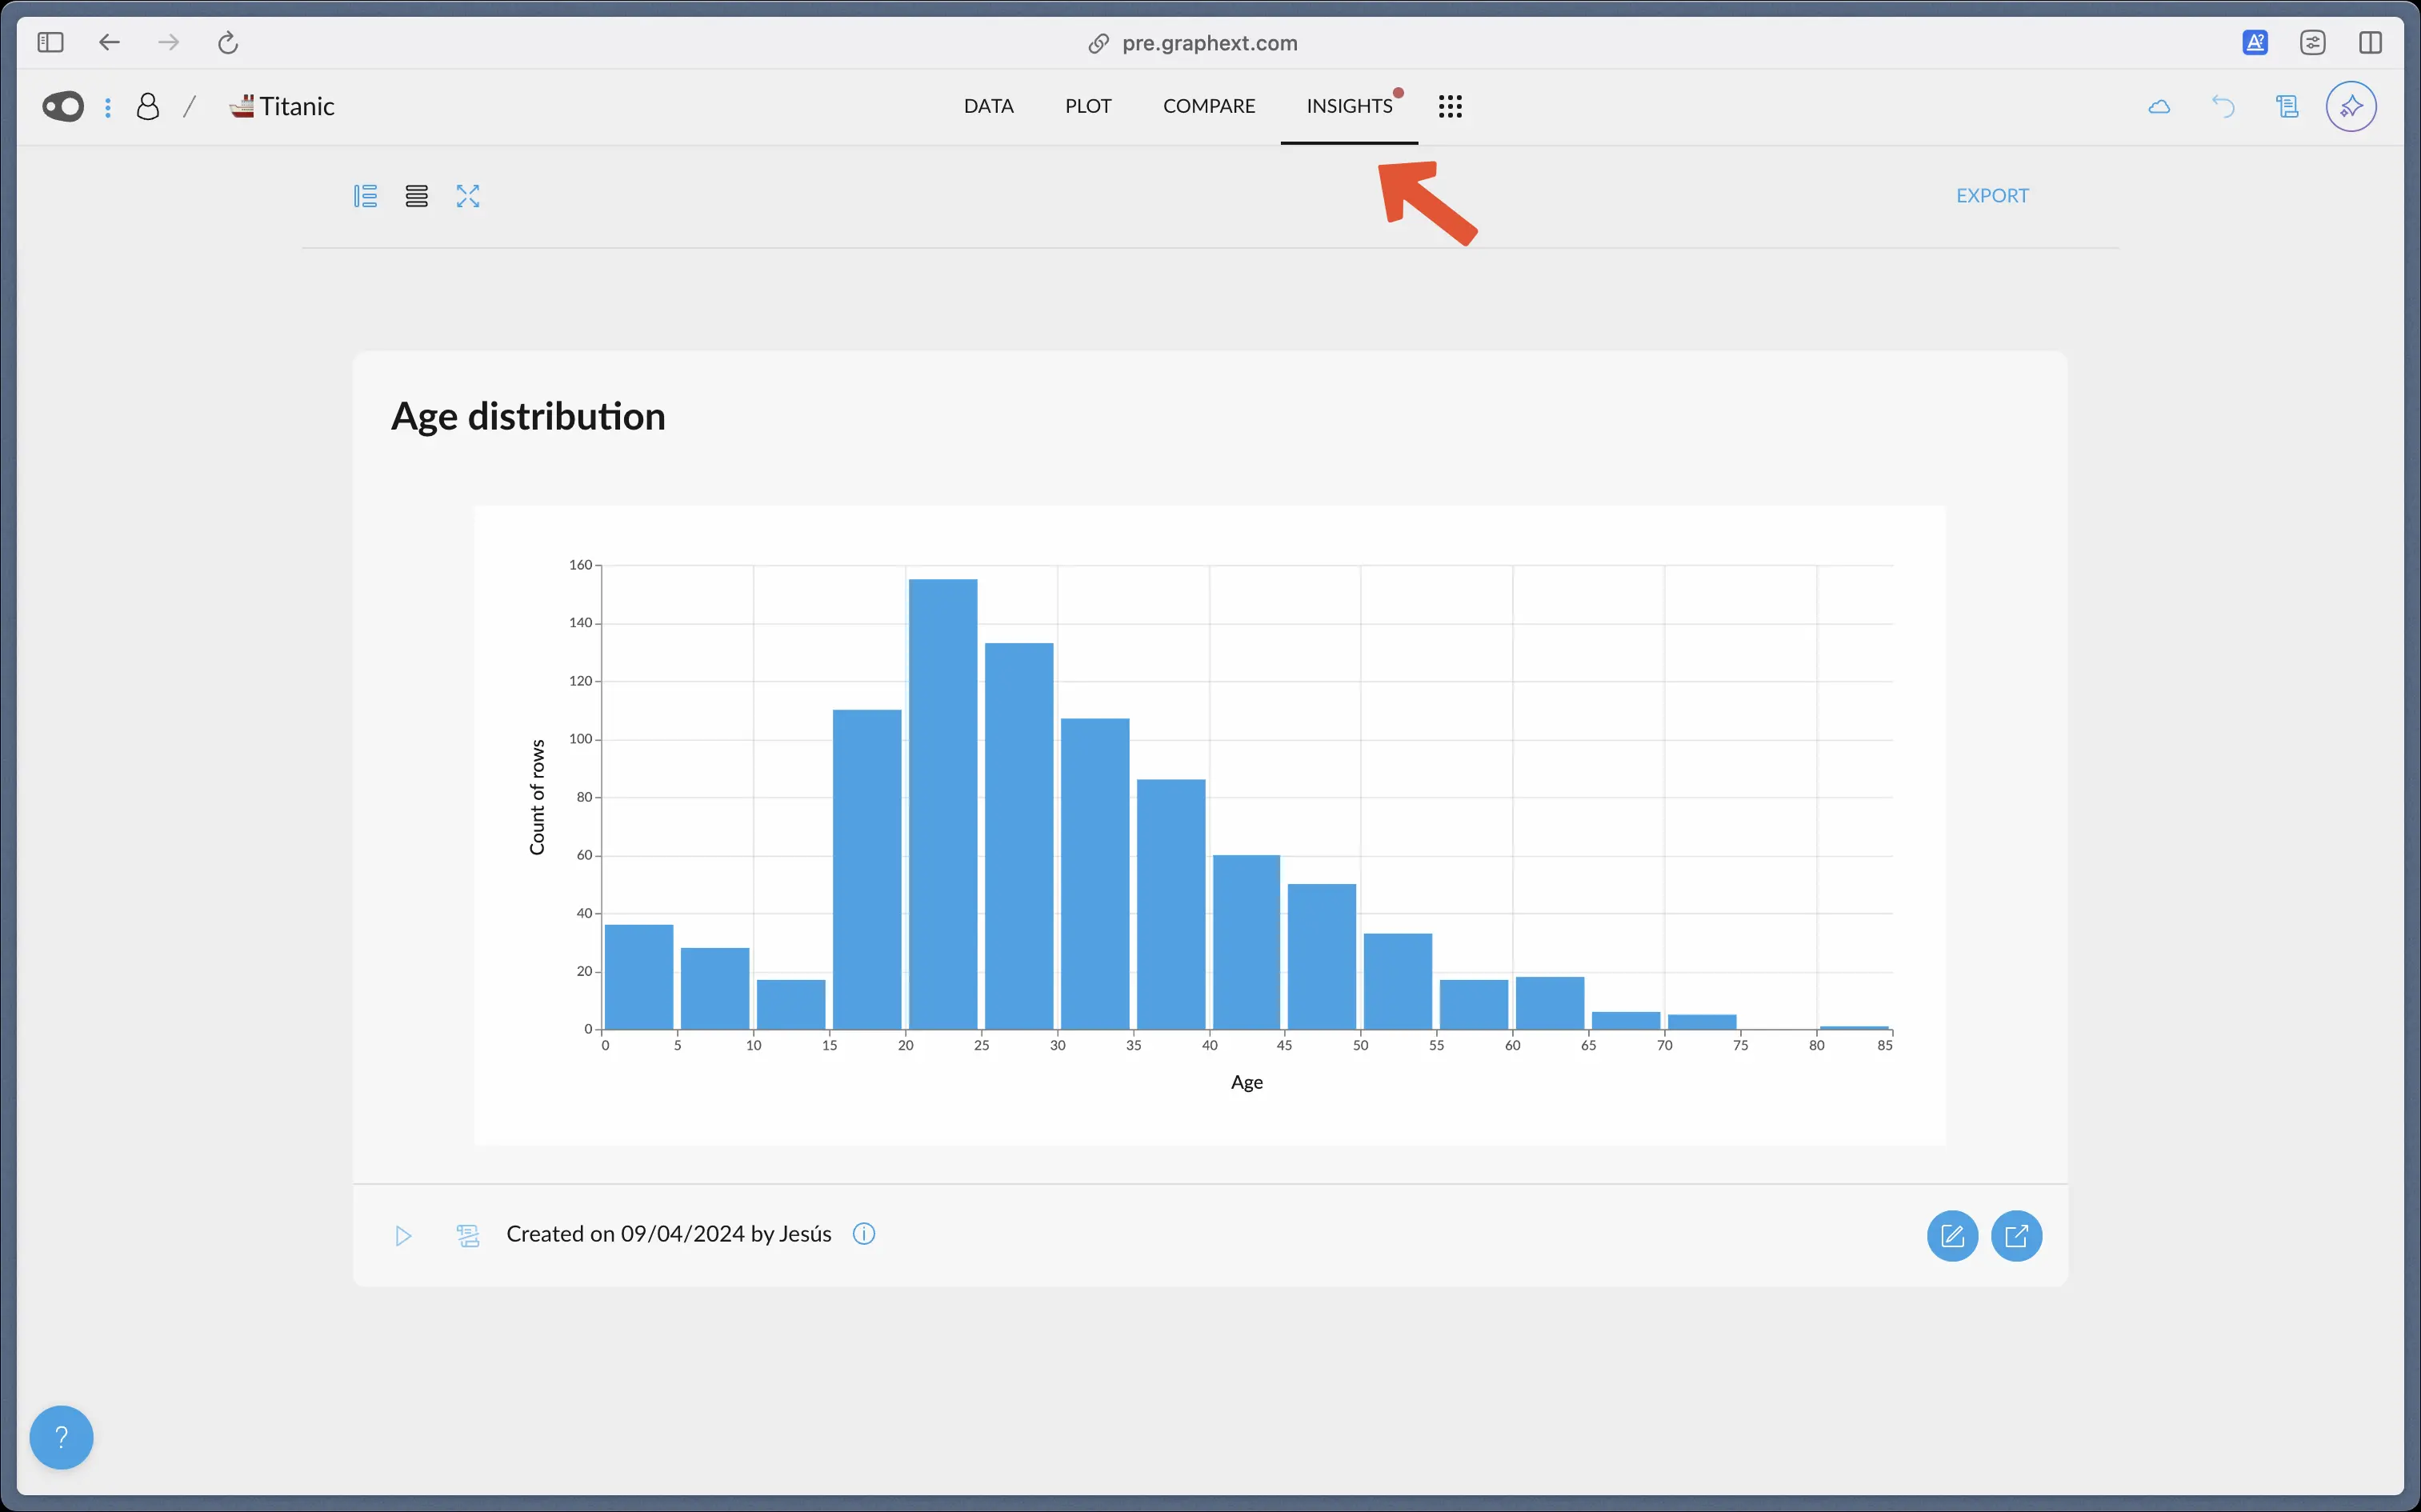 pre.graphext.com
A?
/ Titanic
DATA PLOT COMPARE INSIGHTS
EXPORT
Age distribution
160
140
120
100
80
60
40
20
0
Count of rows
0 5 10 15 20 25 30 35 40 45 50 55 60 65 70 75 80 85
Age
Created on 09/04/2024 by Jesús
?